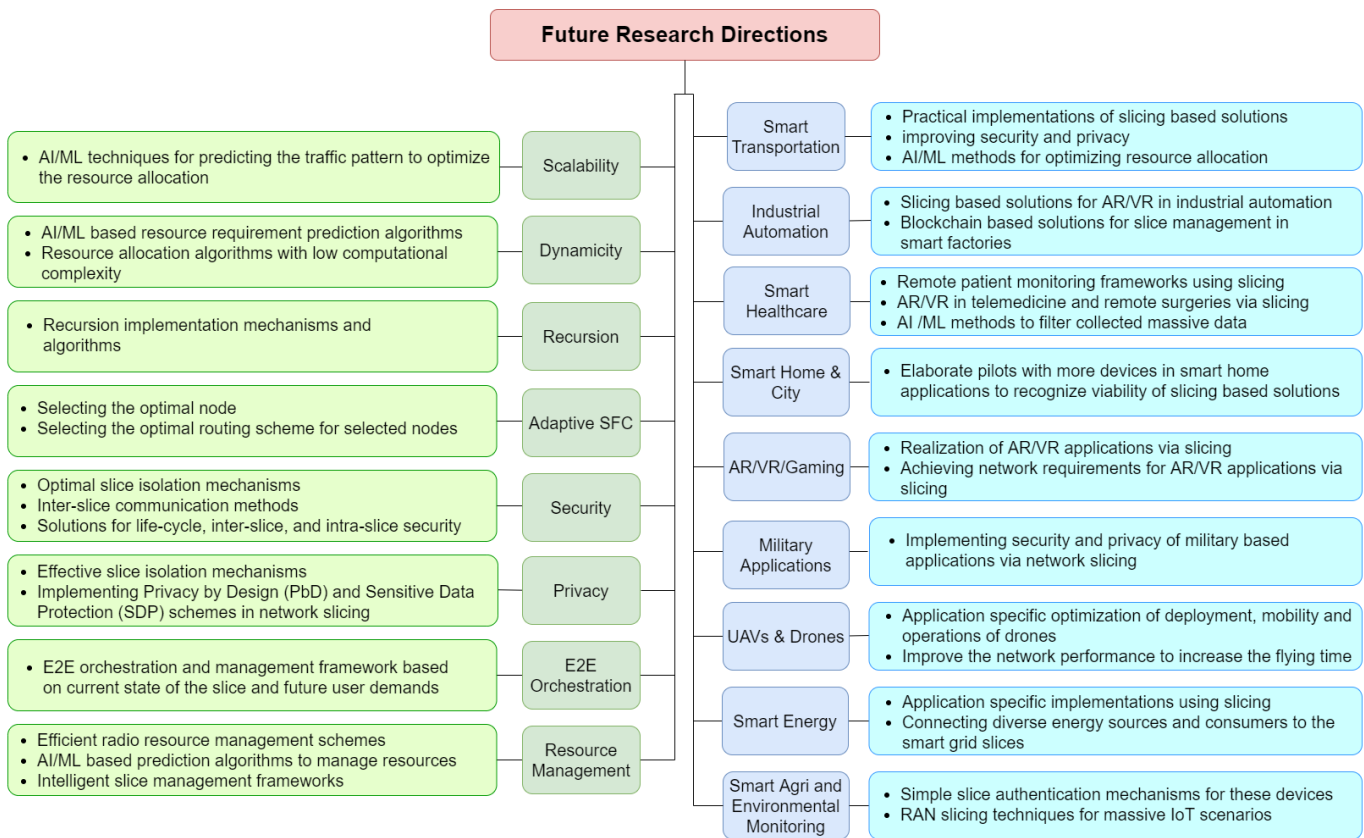 Future Research Directions
• AI/ML techniques for predicting the traffic pattern to optimize
the resource allocation
Scalability
• AI/ML based resource requirement prediction algorithms
• Resource allocation algorithms with low computational
complexity
Dynamicity
• Recursion implementation mechanisms and
algorithms
Recursion
• Selecting the optimal node
• Selecting the optimal routing scheme for selected nodes
Adaptive SFC
• Optimal slice isolation mechanisms
• Inter-slice communication methods
• Solutions for life-cycle, inter-slice, and intra-slice security
Security
• Effective slice isolation mechanisms
• Implementing Privacy by Design (PbD) and Sensitive Data
Protection (SDP) schemes in network slicing
Privacy
• E2E orchestration and management framework based
on current state of the slice and future user demands
E2E
Orchestration
• Efficient radio resource management schemes
• AI/ML based prediction algorithms to manage resources
• Intelligent slice management frameworks
Resource
Management
Smart
Transportation
• Practical implementations of slicing based solutions
• improving security and privacy
• AI/ML methods for optimizing resource allocation
Industrial
Automation
• Slicing based solutions for AR/VR in industrial automation
• Blockchain based solutions for slice management in
smart factories
Smart
Healthcare
• Remote patient monitoring frameworks using slicing
• AR/VR in telemedicine and remote surgeries via slicing
• AI /ML methods to filter collected massive data
Smart Home &
City
• Elaborate pilots with more devices in smart home
applications to recognize viability of slicing based solutions
AR/VR/Gaming
• Realization of AR/VR applications via slicing
• Achieving network requirements for AR/VR applications via
slicing
Military
Applications
• Implementing security and privacy of military based
applications via network slicing
UAVs & Drones
• Application specific optimization of deployment, mobility and
operations of drones
• Improve the network performance to increase the flying time
Smart Energy
• Application specific implementations using slicing
• Connecting diverse energy sources and consumers to the
smart grid slices
Smart Agri and
Environmental
Monitoring
• Simple slice authentication mechanisms for these devices
• RAN slicing techniques for massive IoT scenarios